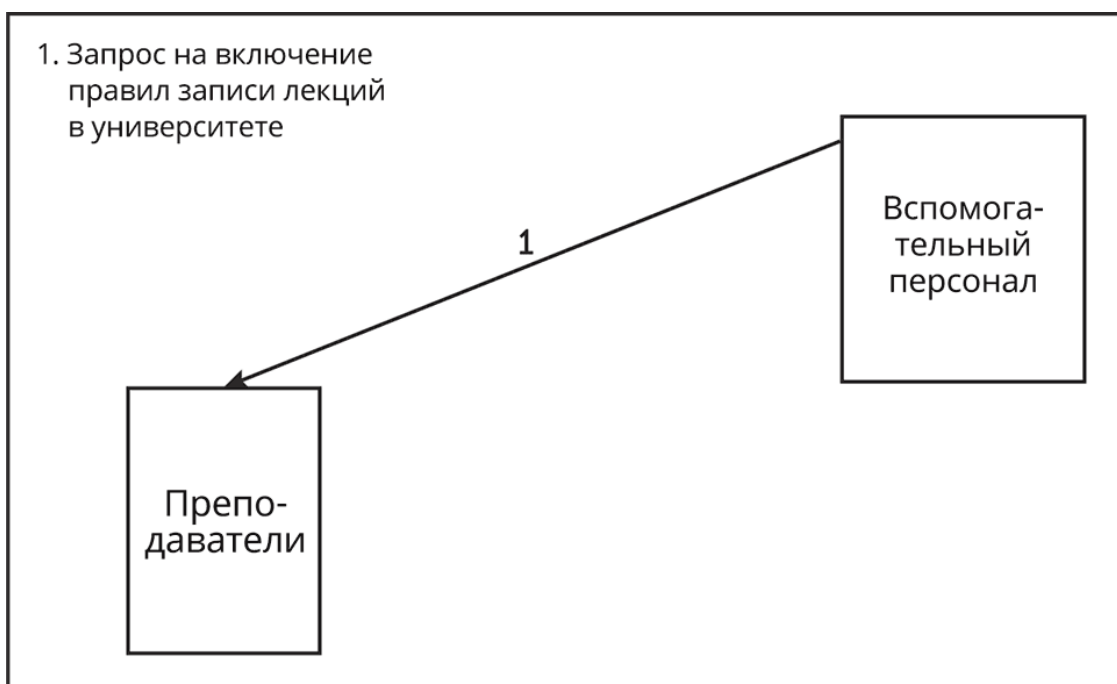 1. Запрос на включение
правил записи лекций
в университете
Вспомога-
тельный
персонал
1
Препо-
даватели